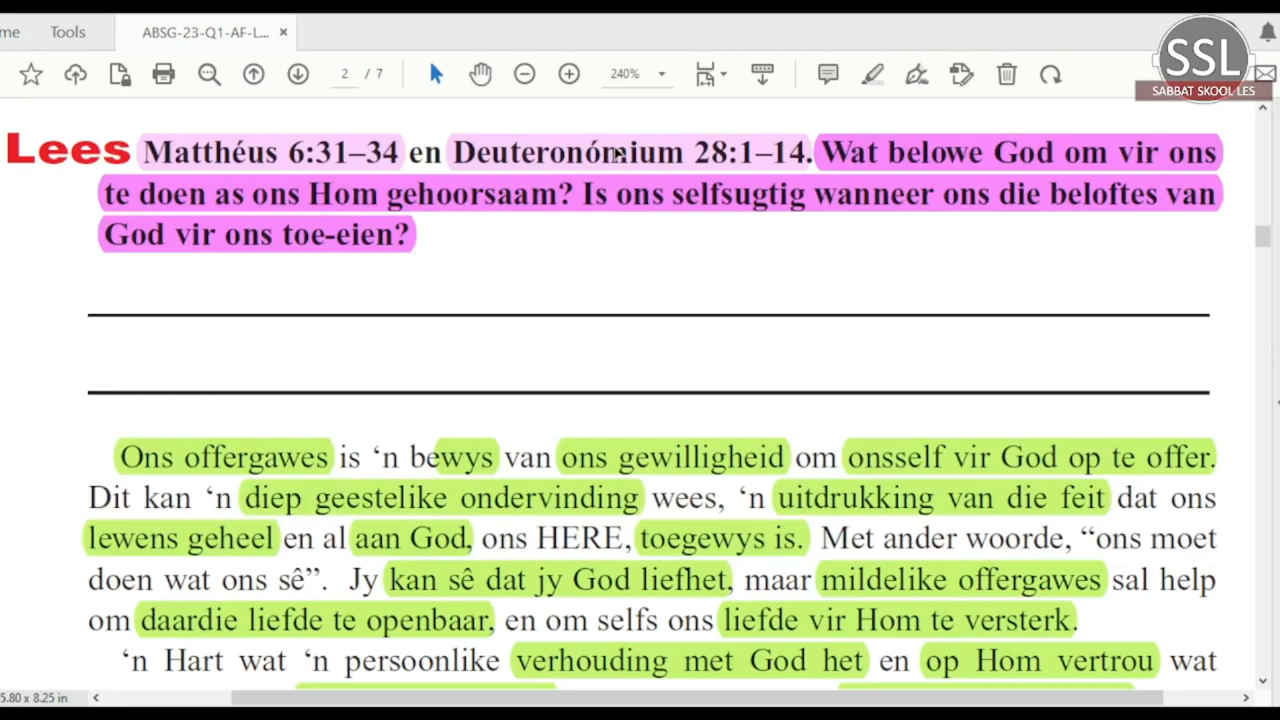 me Tools ABSG-23-Q1-AF-L... ×
SSL
SABBAT SKOOL LES
2 / 7 240%
Lees Matthéus 6:31–34 en Deuteronómium 28:1–14. Wat belowe God om vir ons
te doen as ons Hom gehoorsaam? Is ons selfsugtig wanneer ons die beloftes van
God vir ons toe-eien?
Ons offergawes is ‘n bewys van ons gewilligheid om onsself vir God op te offer.
Dit kan ‘n diep geestelike ondervinding wees, ‘n uitdrukking van die feit dat ons
lewens geheel en al aan God, ons HERE, toegewys is. Met ander woorde, “ons moet
doen wat ons sê”. Jy kan sê dat jy God liefhet, maar mildelike offergawes sal help
om daardie liefde te openbaar, en om selfs ons liefde vir Hom te versterk.
‘n Hart wat ‘n persoonlike verhouding met God het en op Hom vertrou wat
5.80 x 8.25 in